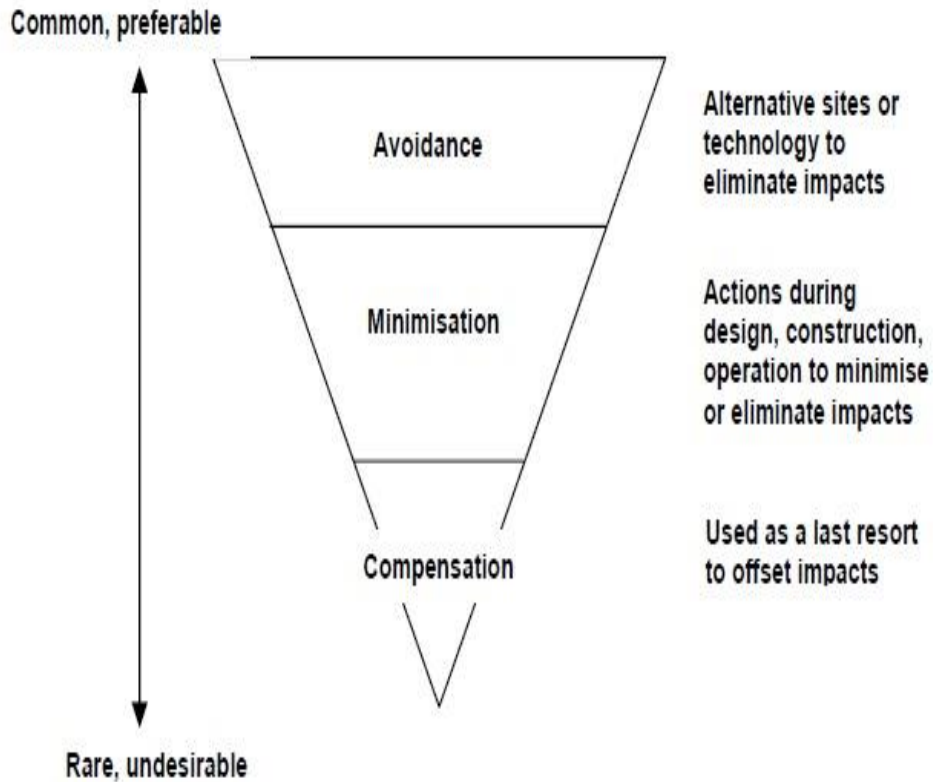 Common, preferable
Avoidance
Alternative sites or
technology to
eliminate impacts
Minimisation
Actions during
design, construction,
operation to minimise
or eliminate impacts
Compensation
Used as a last resort
to offset impacts
Rare, undesirable